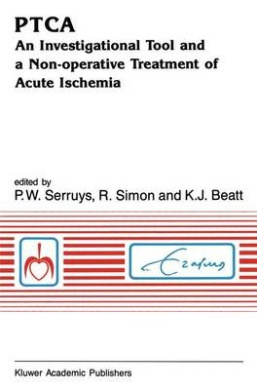 PTCA
An Investigational Tool and
a Non-operative Treatment of
Acute Ischemia
edited by
P.W. Serruys, R. Simon and K.J. Beatt
Erasmus
Kluwer Academic Publishers